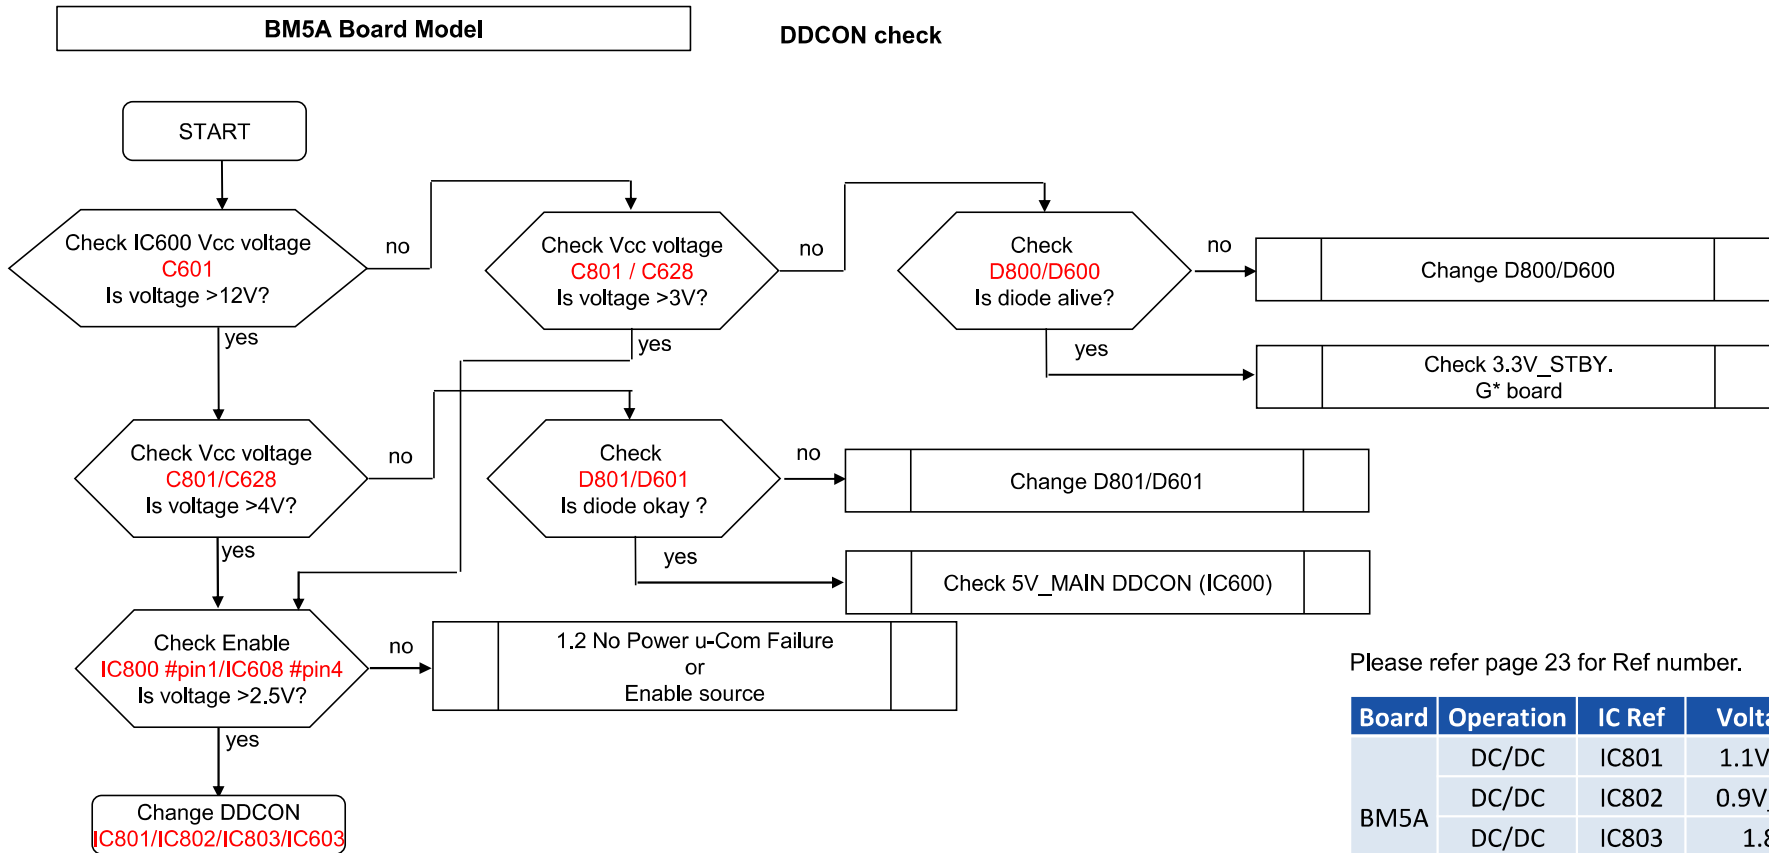 BM5A Board Model
DDCON check
START
Check IC600 Vcc voltage
C601
Is voltage >12V?
no
yes
Check Vcc voltage
C801 / C628
Is voltage >3V?
no
yes
Check
D800/D600
Is diode alive?
no
yes
Change D800/D600
Check 3.3V_STBY.
G* board
Check Vcc voltage
C801/C628
Is voltage >4V?
no
yes
Check
D801/D601
Is diode okay ?
no
yes
Change D801/D601
Check 5V_MAIN DDCON (IC600)
Check Enable
IC800 #pin1/IC608 #pin4
Is voltage >2.5V?
no
yes
1.2 No Power u-Com Failure
or
Enable source
Change DDCON
IC801/IC802/IC803/IC603
Please refer page 23 for Ref number.
Board Operation IC Ref
BM5A
DC/DC IC801 1.1V
DC/DC IC802 0.9V
DC/DC IC803